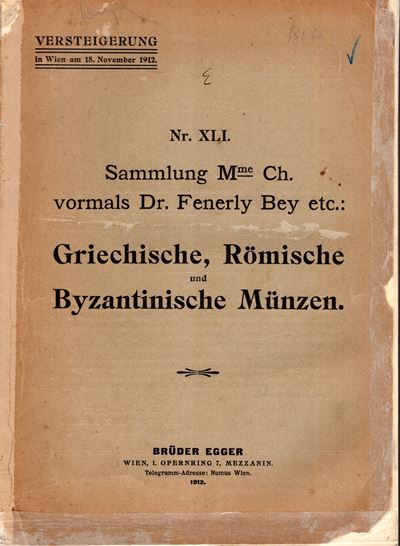 VERSTEIGERUNG
in Wien am 18. November 1912.
Nr. XLI.
Sammlung Mme Ch.
vormals Dr. Fenerly Bey etc.:
Griechische, Römische
und
Byzantinische Münzen.
BRÜDER EGGER
WIEN, I. OPERNRING 7, MEZZANIN.
Telegramm-Adresse: Numus Wien.
1912.